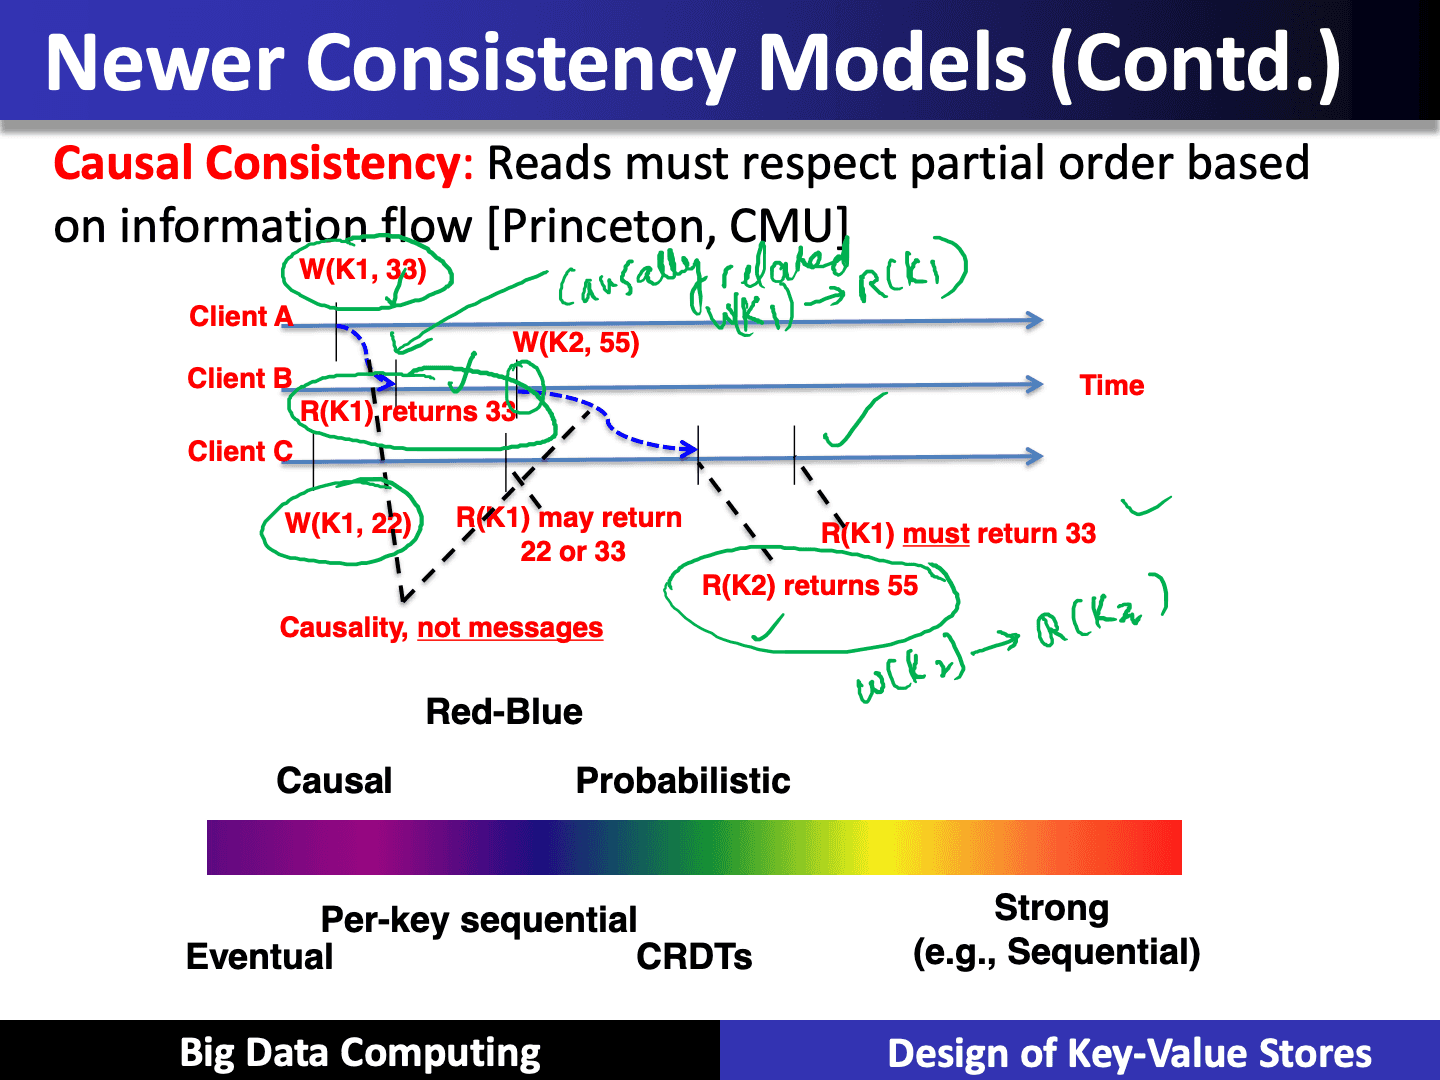 Newer Consistency Models (Contd.)
Causal Consistency: Reads must respect partial order based
on information flow [Princeton, CMU]
W(K1, 33)
Causally related
W(K1) → R(K1)
Client A
W(K2, 55)
Client B
Time
R(K1) returns 33
Client C
W(K1, 22)
R(K1) may return
22 or 33
R(K1) must return 33
R(K2) returns 55
Causality, not messages
W(K2) → R(K2)
Red-Blue
Causal
Probabilistic
Per-key sequential
Eventual
CRDTs
Strong
(e.g., Sequential)
Big Data Computing
Design of Key-Value Stores